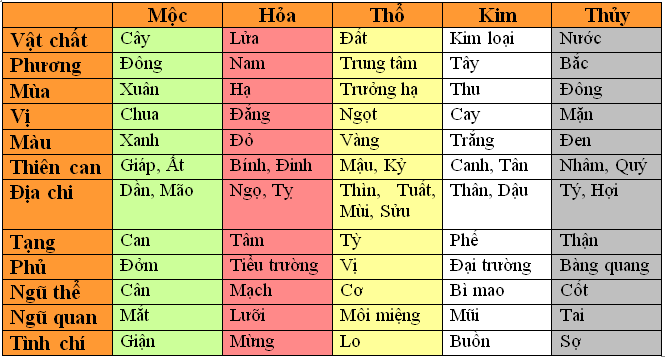 Mộc Hỏa Thổ Kim Thủy
Vật chất Cây Lửa Đất Kim loại Nước
Phương Đông Nam Trung tâm Tây Bắc
Mùa Xuân Hạ Trưởng hạ Thu Đông
Vị Chua Đắng Ngọt Cay Mặn
Màu Xanh Đỏ Vàng Trắng Đen
Thiên can Giáp, Ất Bính, Đinh Mậu, Kỷ Canh, Tân Nhâm, Quý
Địa chi Dần, Mão Ngọ, Tỵ Thìn, Tuất, Thân, Dậu Tý, Hợi
Mùi, Sửu
Tạng Can Tâm Tỳ Phế Thận
Phủ Đởm Tiểu trường Vị Đại trường Bàng quang
Ngũ thể Cân Mạch Cơ Bì mao Cốt
Ngũ quan Mắt Lưỡi Môi miệng Mũi Tai
Tình chí Giận Mừng Lo Buồn Sợ